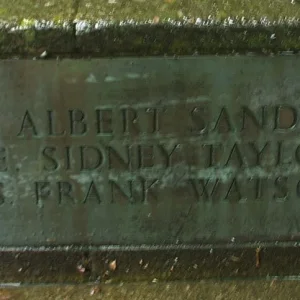 ALBERT SAND
SIDNEY TAYLO
FRANK WATS